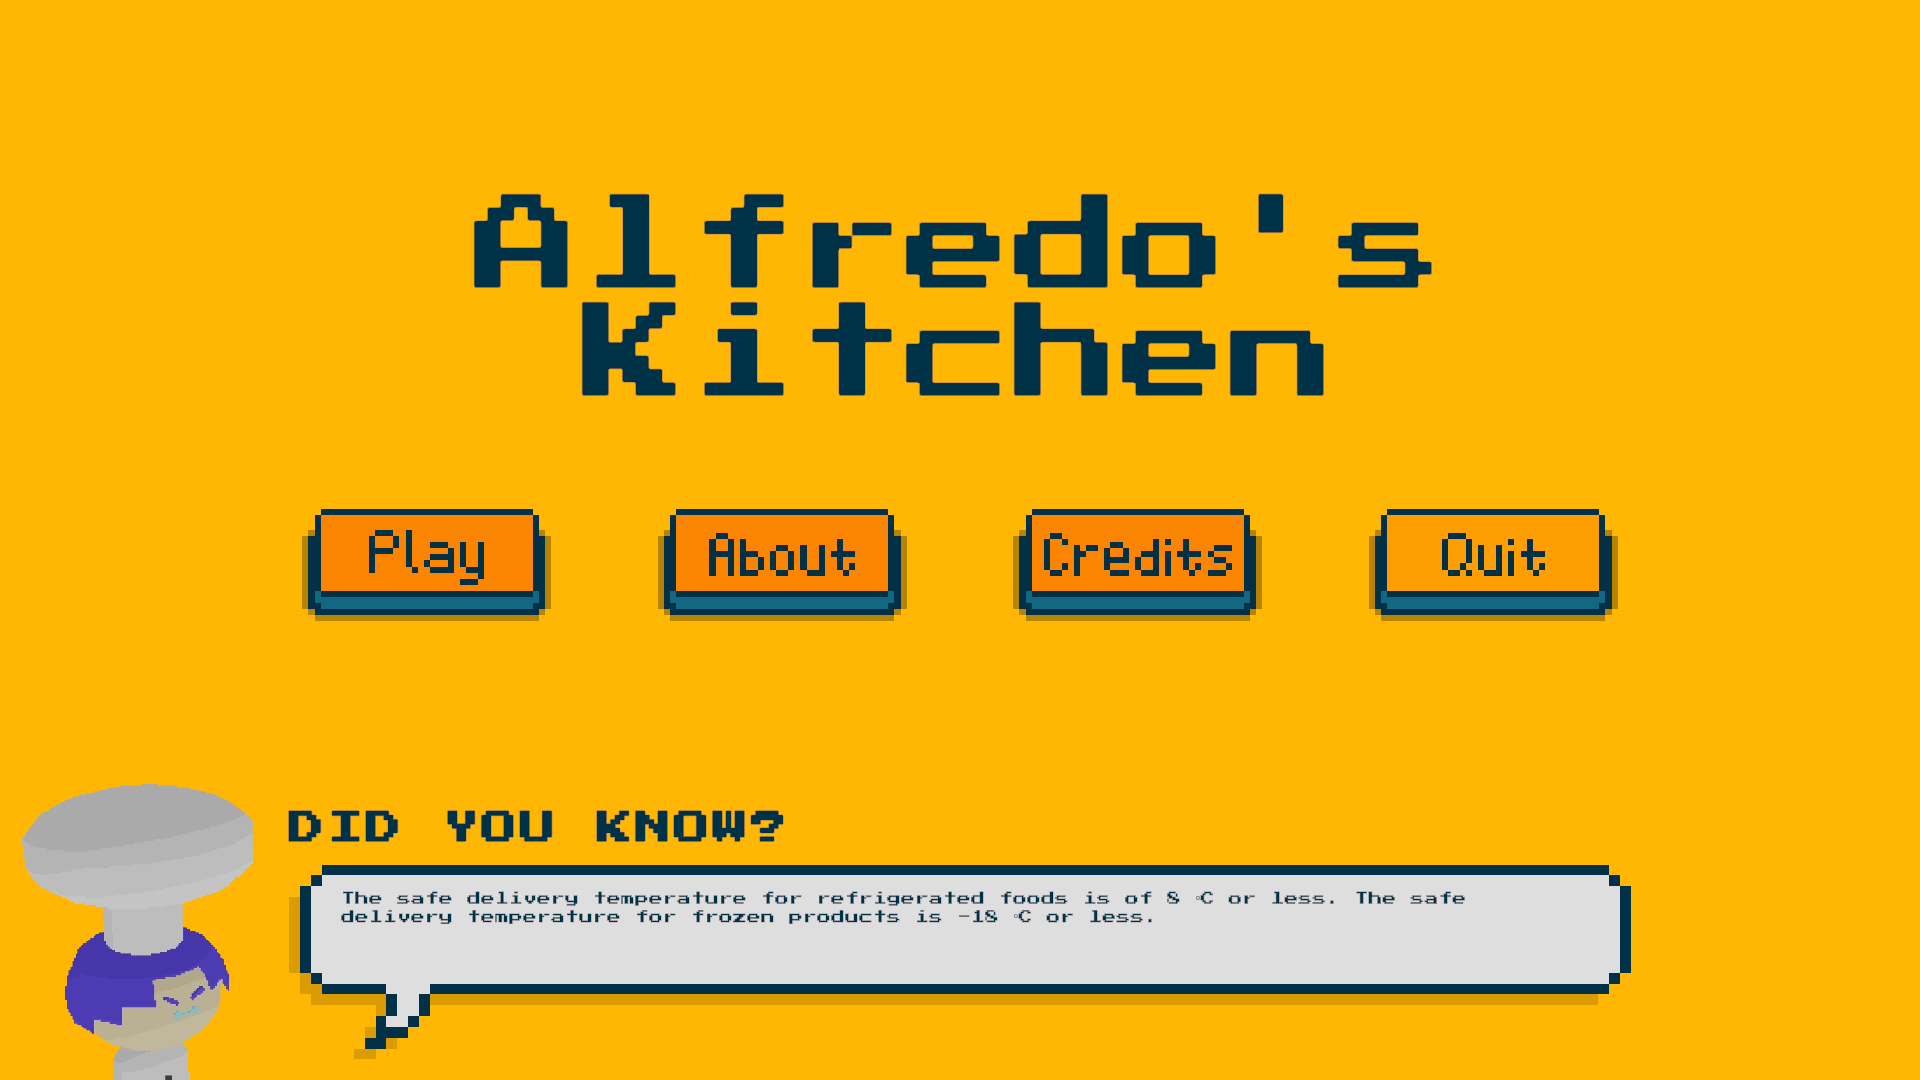 Alfredo's
Kitchen
Play
About
Credits
Quit
DID YOU KNOW?
The safe delivery temperature for refrigerated foods is of 8 °C or less. The safe
delivery temperature for frozen products is -18 °C or less.